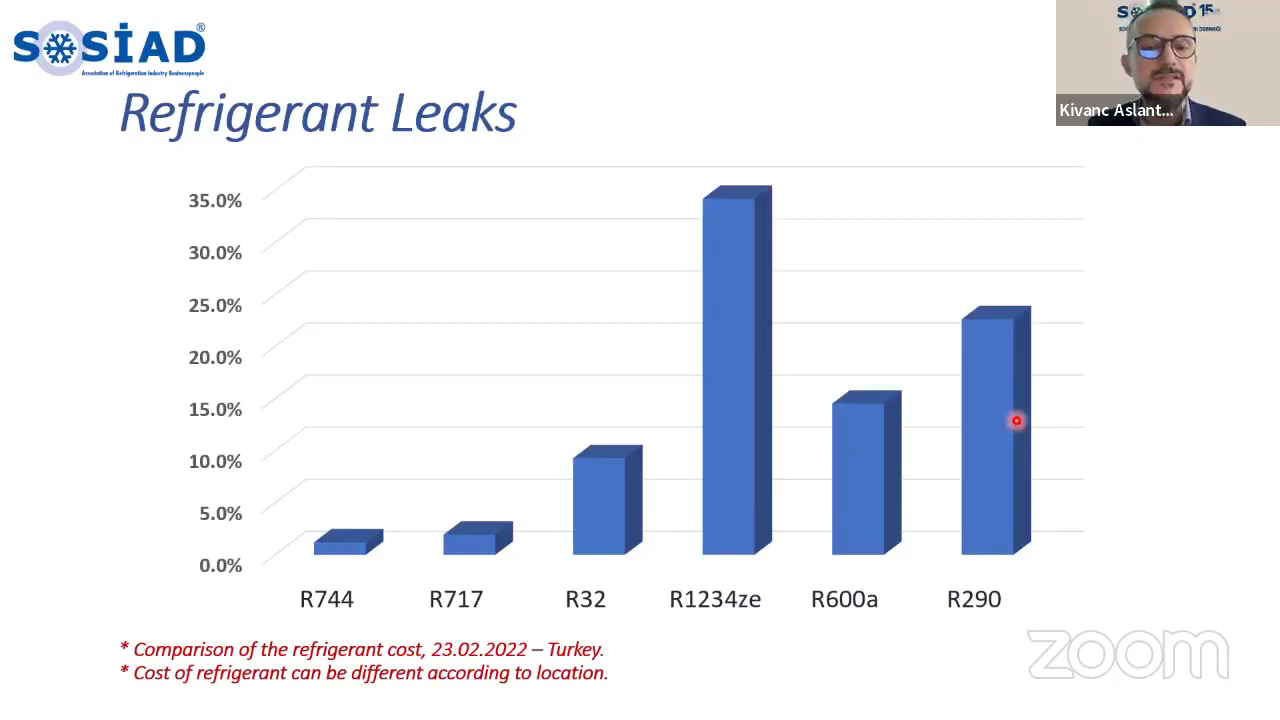 SOSİAD®
Association of Refrigeration Industry Businesspeople
Refrigerant Leaks
15
Kivanc Aslant...
35.0%
30.0%
25.0%
20.0%
15.0%
10.0%
5.0%
0.0%
R744 R717 R32 R1234ze R600a R290
* Comparison of the refrigerant cost, 23.02.2022 – Turkey.
* Cost of refrigerant can be different according to location.
zoom